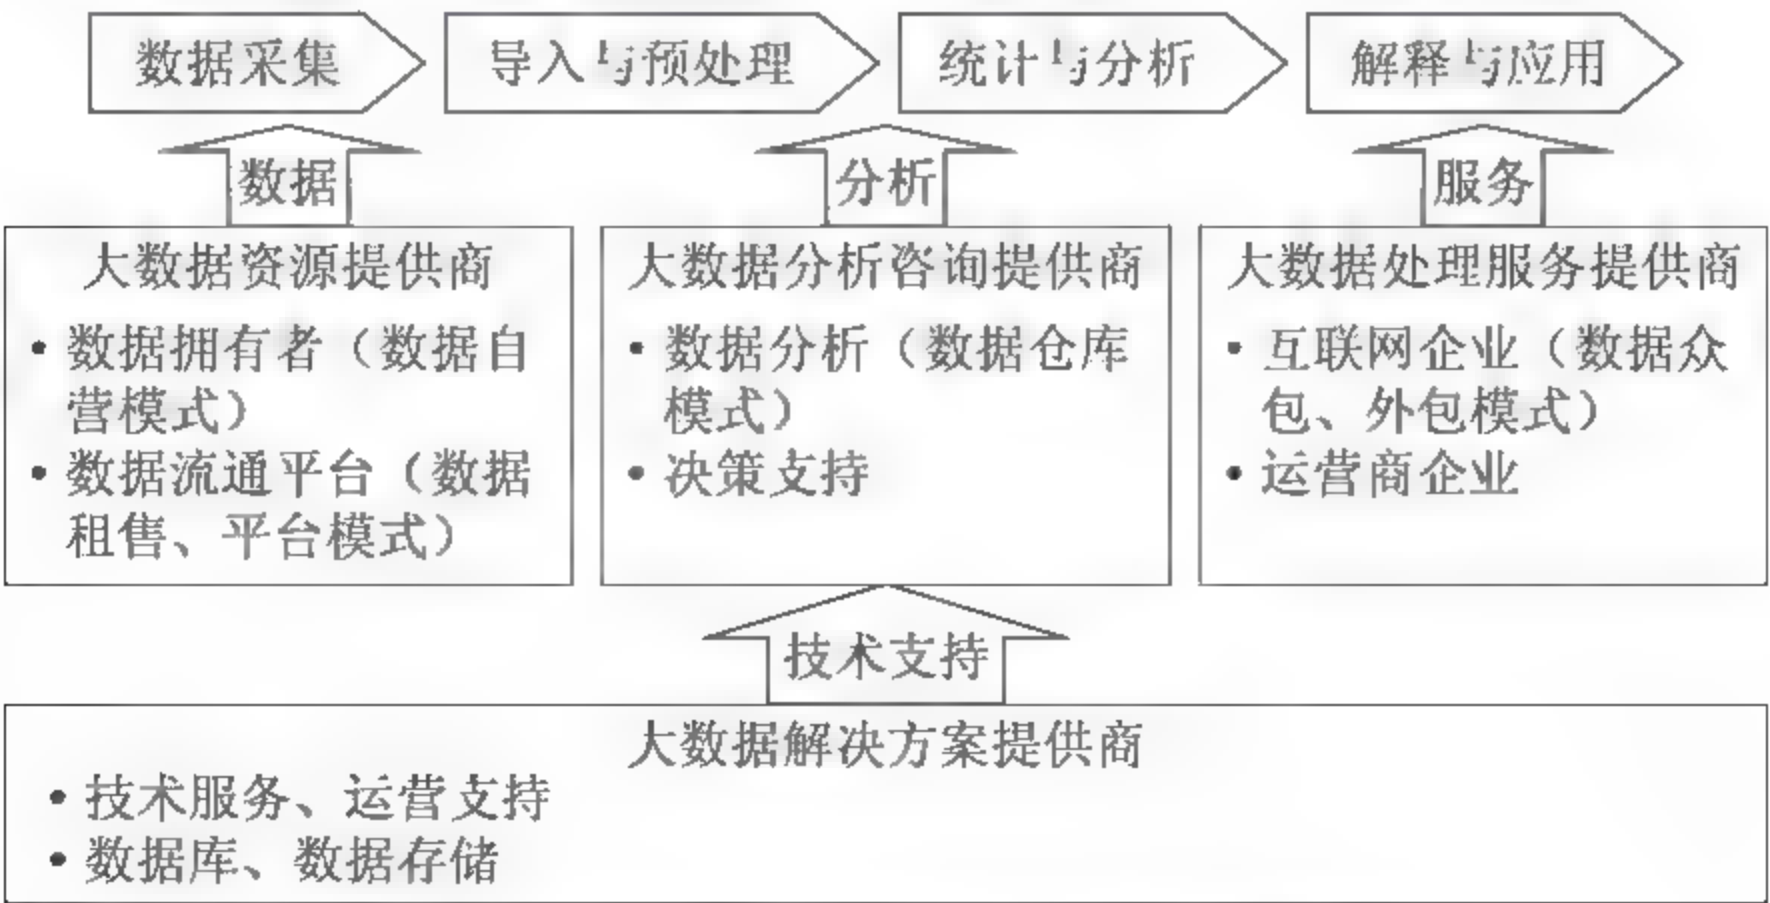 数据采集
导入与预处理
统计与分析
解释与应用
数据
分析
服务
大数据资源提供商
• 数据拥有者（数据自
营模式）
• 数据流通平台（数据
租售、平台模式）
大数据分析咨询提供商
• 数据分析（数据仓库
模式）
• 决策支持
大数据处理服务提供商
• 互联网企业（数据众
包、外包模式）
• 运营商企业
技术支持
大数据解决方案提供商
• 技术服务、运营支持
• 数据库、数据存储